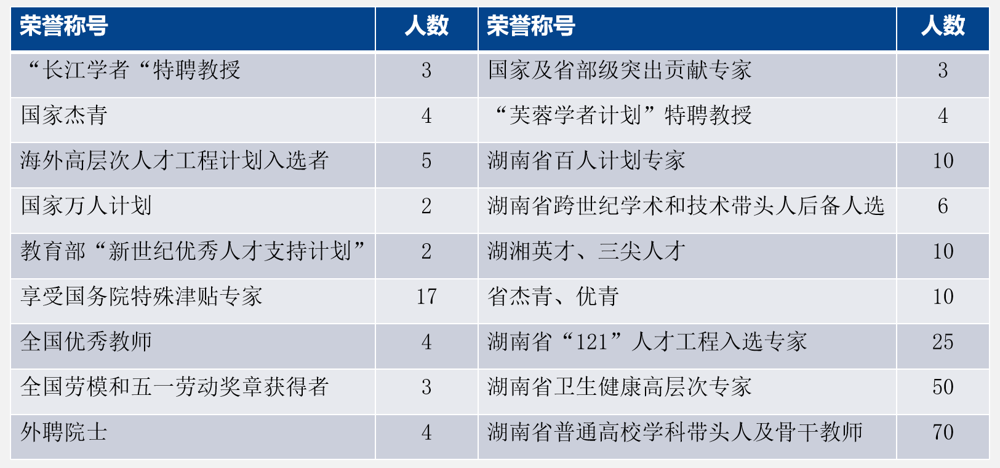 荣誉称号 人数 荣誉称号 人数
“长江学者“特聘教授 3 国家及省部级突出贡献专家 3
国家杰青 4 “芙蓉学者计划”特聘教授 4
海外高层次人才工程计划入选者 5 湖南省百人计划专家 10
国家万人计划 2 湖南省跨世纪学术和技术带头人后备人选 6
教育部“新世纪优秀人才支持计划” 2 湖湘英才、三尖人才 10
享受国务院特殊津贴专家 17 省杰青、优青 10
全国优秀教师 4 湖南省“121”人才工程入选专家 25
全国劳模和五一劳动奖章获得者 3 湖南省卫生健康高层次专家 50
外聘院士 4 湖南省普通高校学科带头人及骨干教师 70